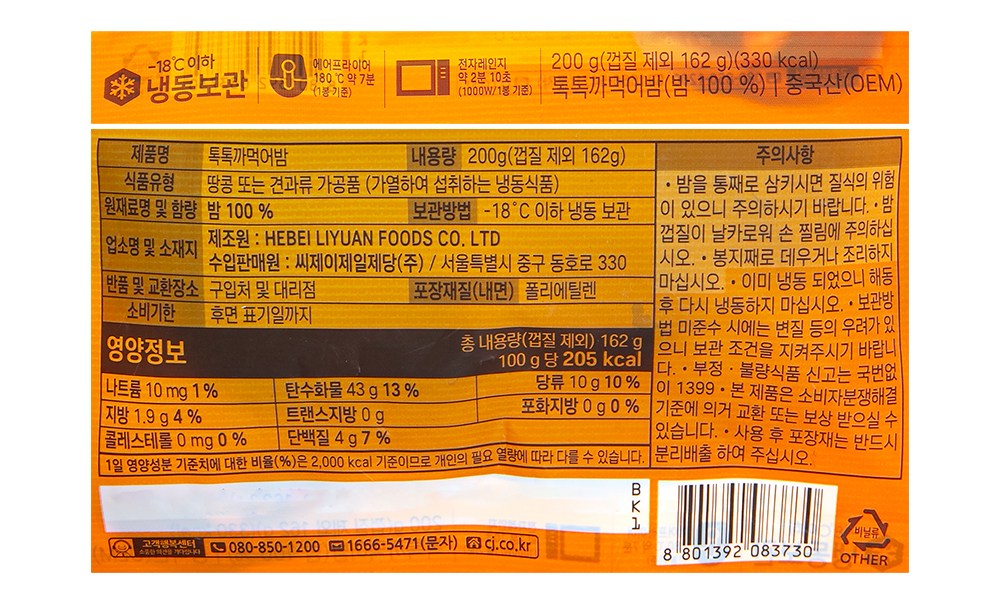 -18℃ 이하
냉동보관
에어프라이어
180 ℃ 약 7분
(1봉 기준)
전자레인지
약 2분 10초
(1000W/1봉 기준)
200 g(껍질 제외 162 g)(330 kcal)
톡톡까먹어밤(밤 100 %) | 중국산(OEM)
제품명 톡톡까먹어밤 내용량 200g(껍질 제외 162g)
식품유형 땅콩 또는 견과류 가공품 (가열하여 섭취하는 냉동식품)
원재료명 및 함량 밤 100 % 보관방법 -18˚C 이하 냉동 보관
업소명 및 소재지 제조원 : HEBEI LIYUAN FOODS CO. LTD
수입판매원 : 씨제이제일제당(주) / 서울특별시 중구 동호로 330
반품 및 교환장소 구입처 및 대리점 포장재질(내면) 폴리에틸렌
소비기한 후면 표기일까지
영양정보
총 내용량(껍질 제외) 162 g
100 g 당 205 kcal
나트륨 10 mg 1 % 탄수화물 43 g 13 % 당류 10 g 10 %
지방 1.9 g 4 % 트랜스지방 0 g 포화지방 0 g 0 %
콜레스테롤 0 mg 0 % 단백질 4 g 7 %
1일 영양성분 기준치에 대한 비율(%)은 2,000 kcal 기준이므로 개인의 필요 열량에 따라 다를 수 있습니다.
주의사항
• 밤을 통째로 삼키시면 질식의 위험
이 있으니 주의하시기 바랍니다. • 밤
껍질이 날카로워 손 찔림에 주의하십
시오. • 봉지째로 데우거나 조리하지
마십시오. • 이미 냉동 되었으니 해동
후 다시 냉동하지 마십시오. • 보관방
법 미준수 시에는 변질 등의 우려가 있
으니 보관 조건을 지켜주시기 바랍니
다. • 부정 · 불량식품 신고는 국번없
이 1399 • 본 제품은 소비자분쟁해결
기준에 의거 교환 또는 보상 받으실 수
있습니다. • 사용 후 포장재는 반드시
분리배출 하여 주십시오.
B
K
1
고객행복센터
소중한 의견을 기다립니다
080-850-1200 1666-5471(문자) cj.co.kr
8 801392 083730
비닐류
OTHER